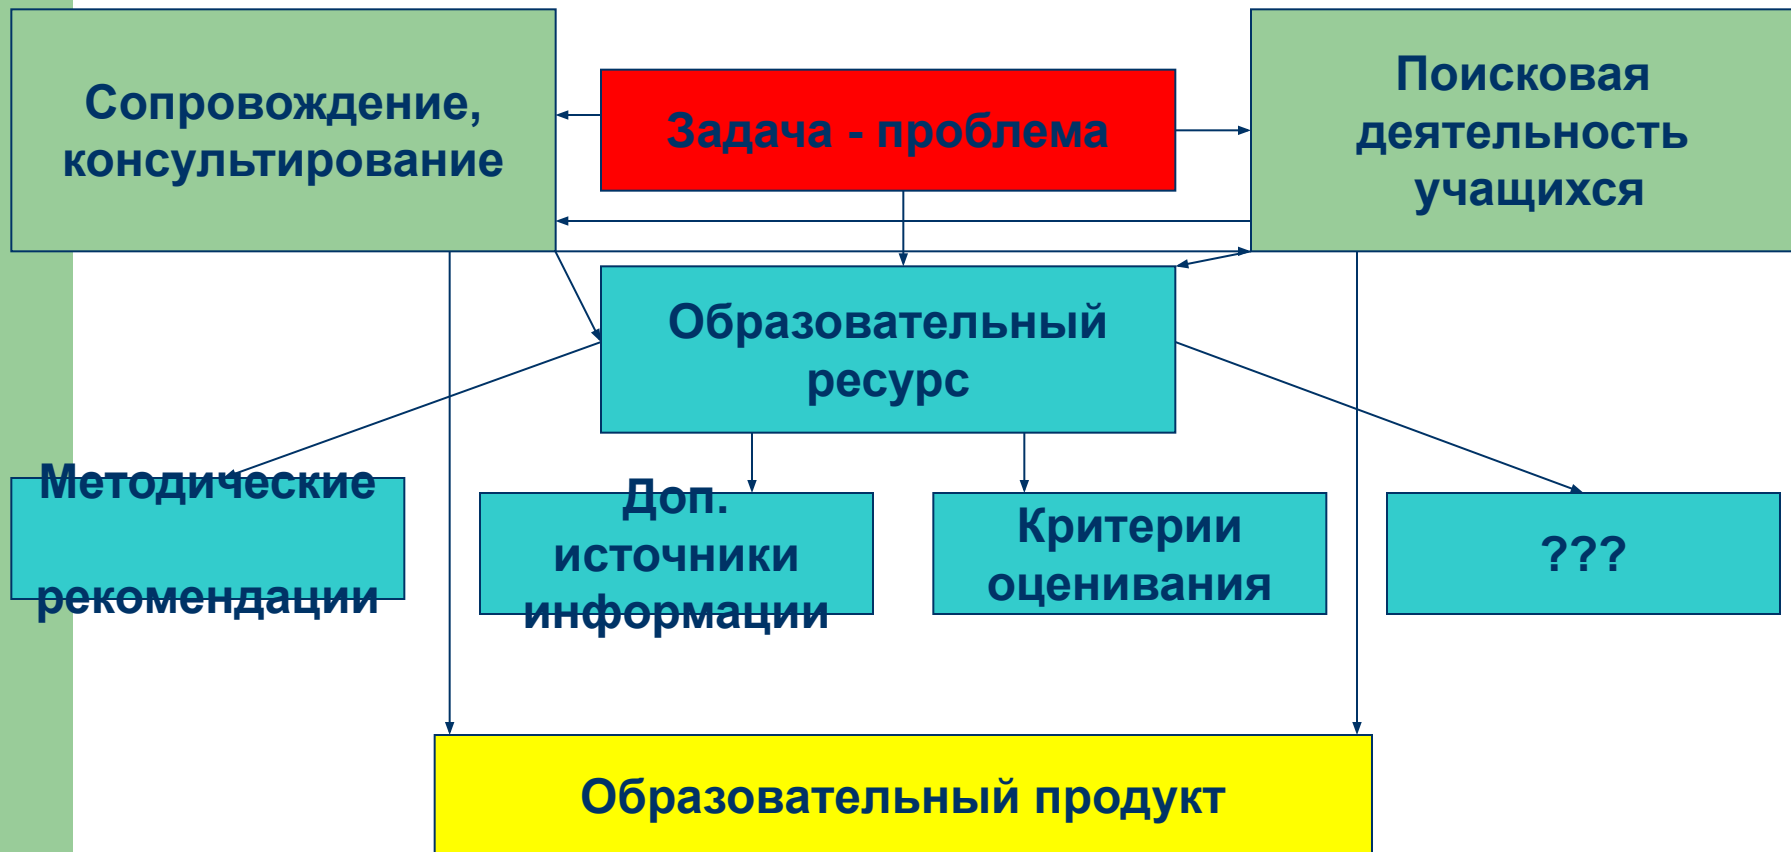 Сопровождение,
консультирование
Задача - проблема
Поисковая
деятельность
учащихся
Образовательный
ресурс
Методические
рекомендации
Доп.
источники
информации
Критерии
оценивания
???
Образовательный продукт